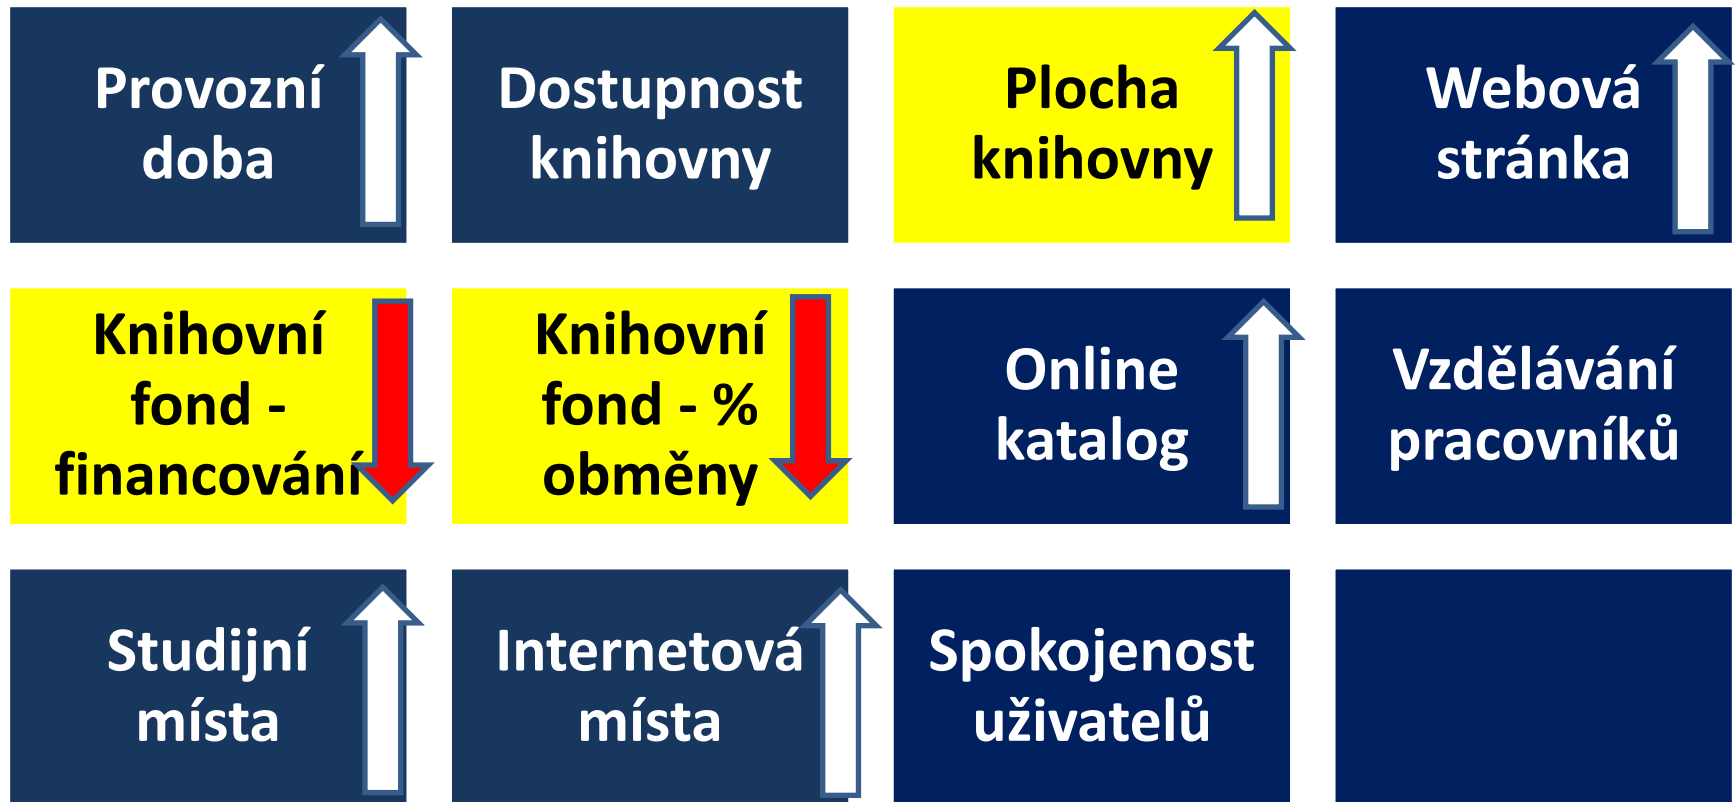 Provozní
doba
Dostupnost
knihovny
Plocha
knihovny
Webová
stránka
Knihovní
fond -
financování
Knihovní
fond - %
obměny
Online
katalog
Vzdělávání
pracovníků
Studijní
místa
Internetová
místa
Spokojenost
uživatelů